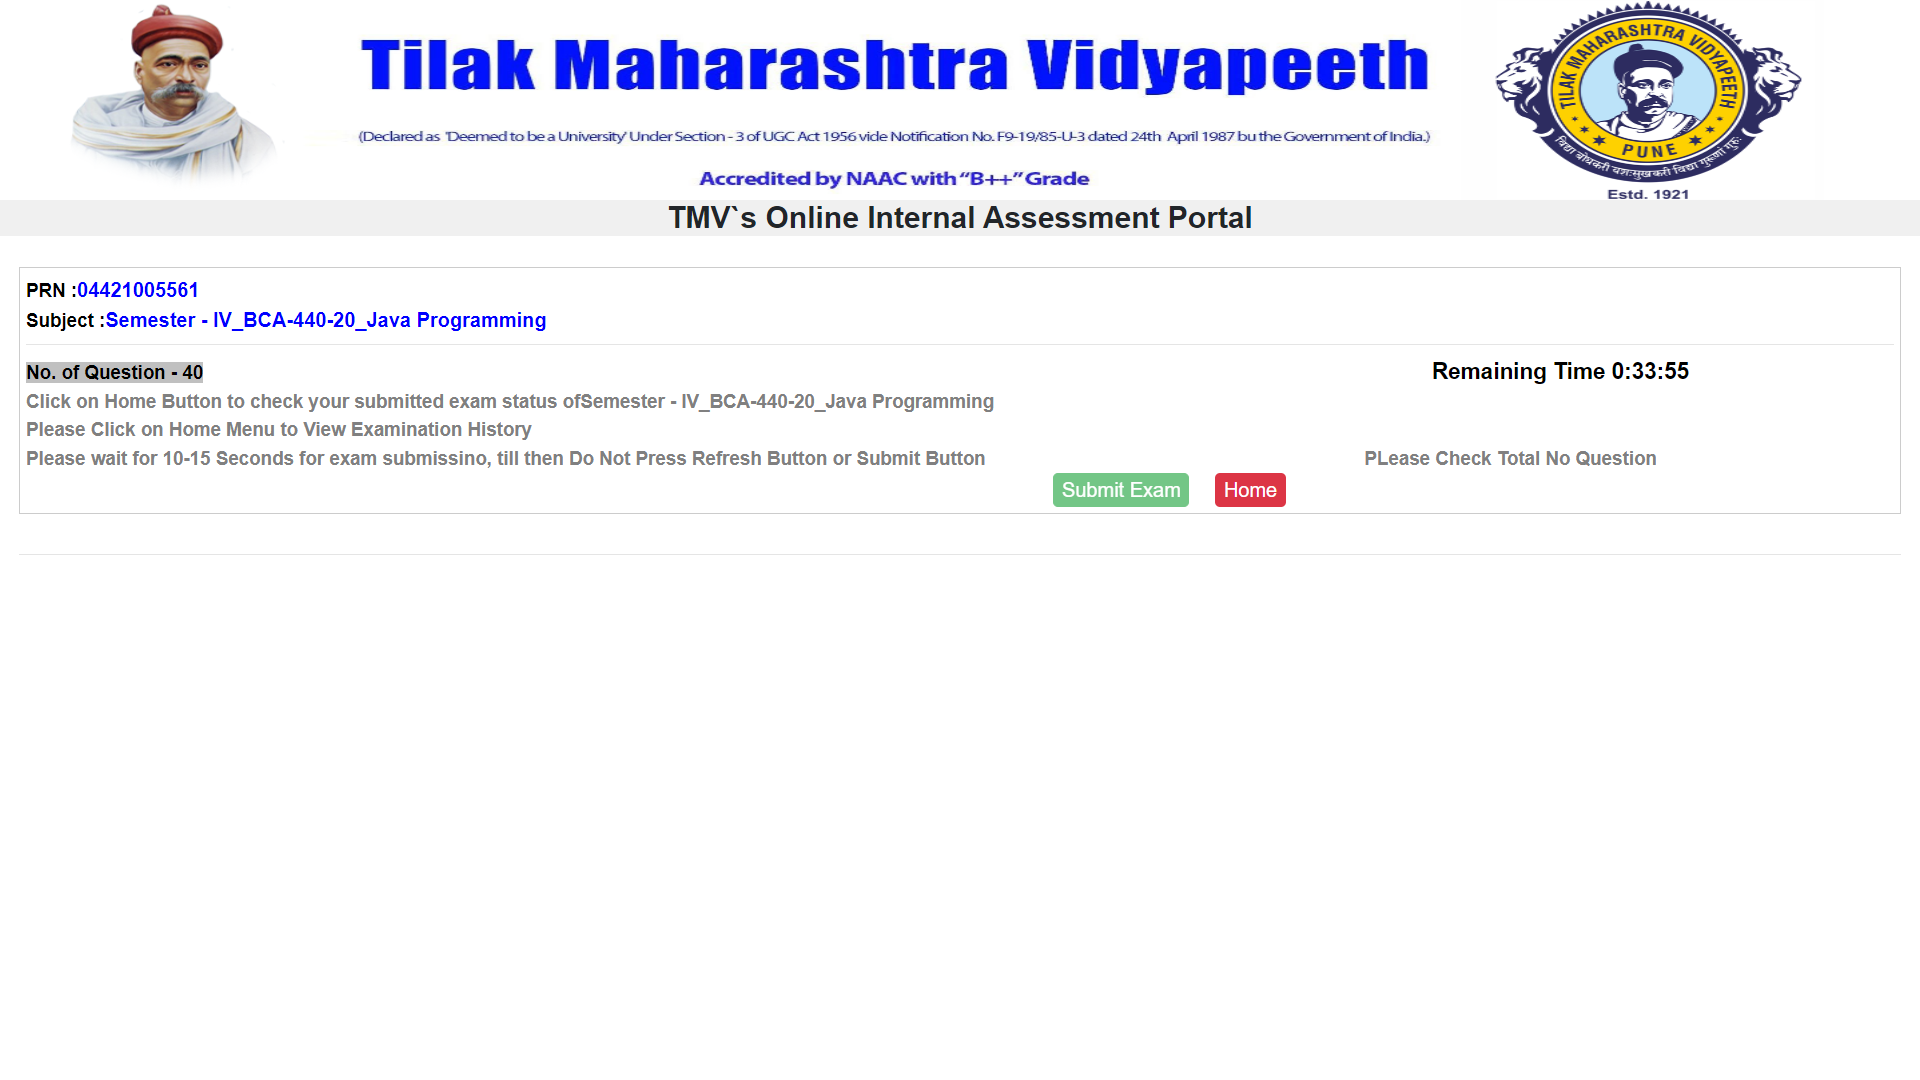 Tilak Maharashtra Vidyapeeth
(Declared as 'Deemed to be a University' Under Section - 3 of UGC Act 1956 vide Notification No. F9-19/85-U-3 dated 24th April 1987 bu the Government of India.)
Accredited by NAAC with "B++" Grade
TILAK MAHARASHTRA VIDYAPEETH
PUNE
Estd. 1921
TMV`s Online Internal Assessment Portal
PRN :04421005561
Subject :Semester - IV_BCA-440-20_Java Programming
No. of Question - 40
Remaining Time 0:33:55
Click on Home Button to check your submitted exam status ofSemester - IV_BCA-440-20_Java Programming
Please Click on Home Menu to View Examination History
Please wait for 10-15 Seconds for exam submissino, till then Do Not Press Refresh Button or Submit Button
PLease Check Total No Question
Submit Exam
Home